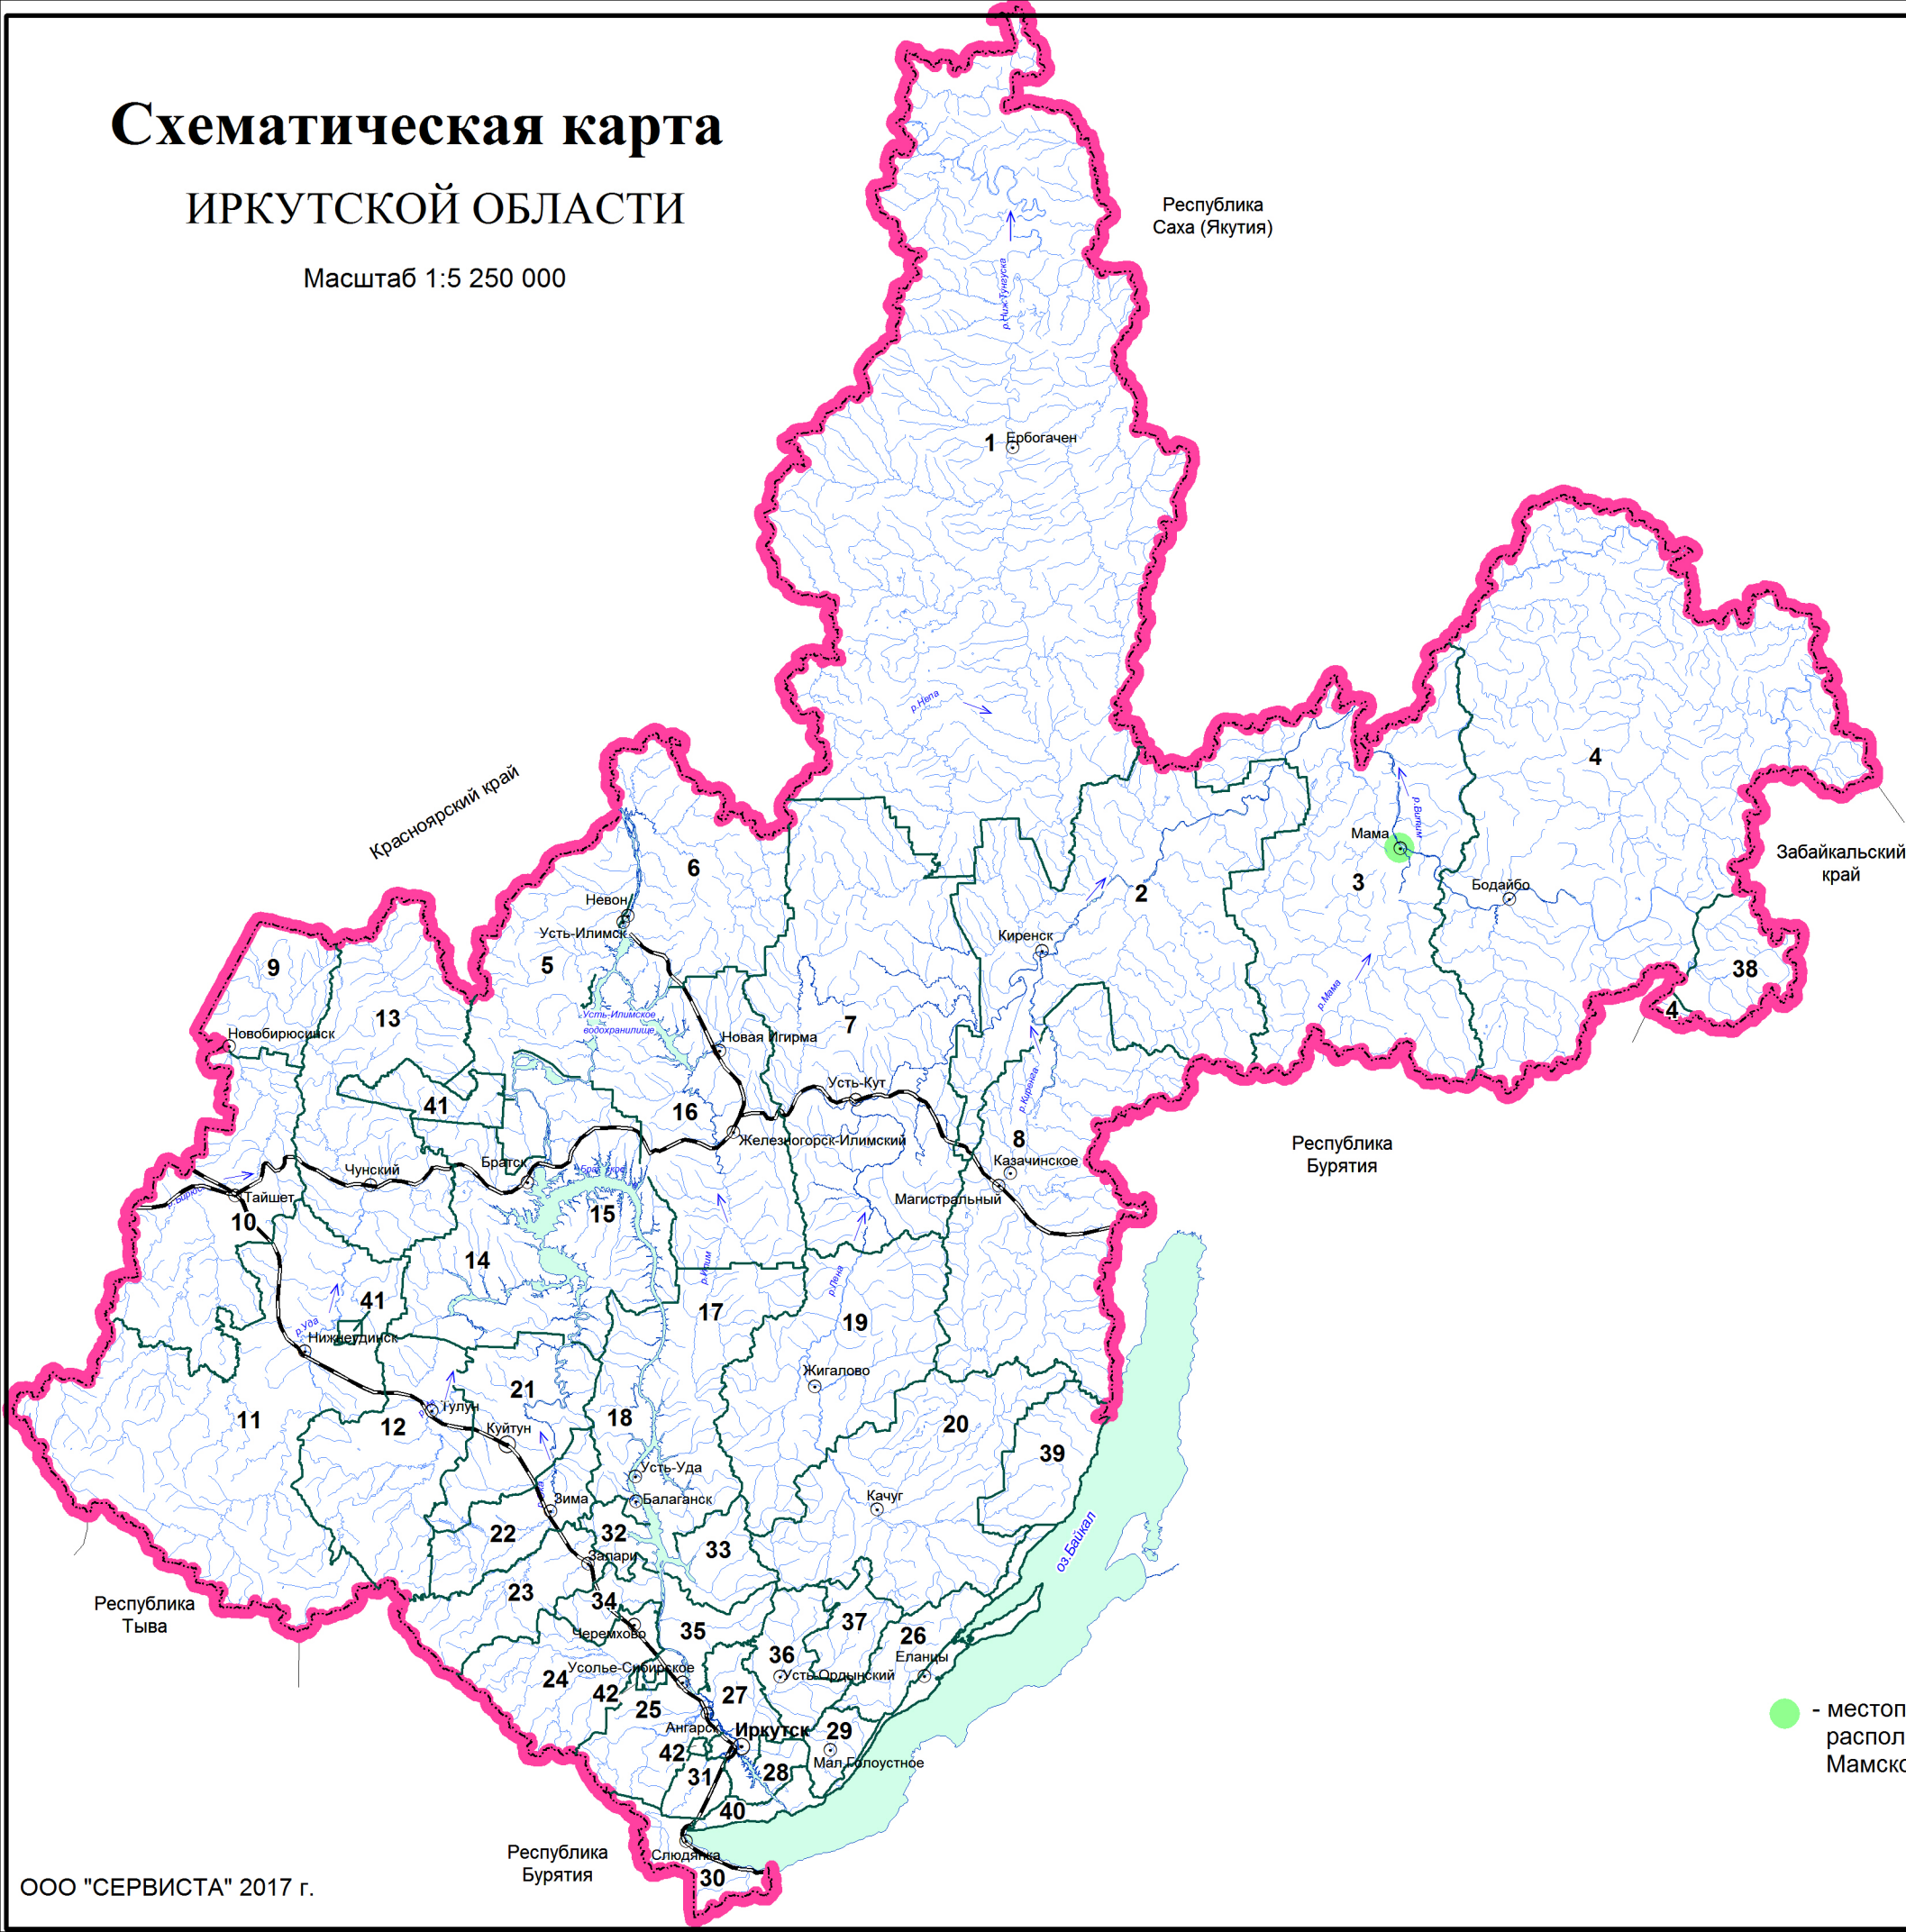 Схематическая карта
ИРКУТСКОЙ ОБЛАСТИ
Масштаб 1:5 250 000
Республика
Саха (Якутия)
р.Ниж.Тунгуска
1
Ербогачен
р.Непа
Красноярский край
4
р.Витим
Мама
3
Забайкальский
край
6
2
Бодайбо
Невон
Усть-Илимск
Киренск
9
5
38
13
р.Мама
4
Усть-Илимское
водохранилище
7
Новобирюсинск
Новая Игирма
р.Киренга
Усть-Кут
41
16
Железногорск-Илимский
8
Республика
Бурятия
Чунский
Братск
Казачинское
Магистральный
Тайшет
10
15
14
р.Илим
р.Лена
41
17
19
р.Уда
Нижнеудинск
Жигалово
21
Тулун
11
12
18
20
Куйтун
39
Усть-Уда
Зима
Балаганск
Качуг
22
32
33
оз.Байкал
Залари
Республика
Тыва
23
34
37
Черемхово
35
26
36
Еланцы
Усолье-Сибирское
24
Усть-Ордынский
42
27
25
Ангарск
Иркутск
29
- местоп
распол
Мамско
42
Мал.Голоустное
31
28
40
Республика
Бурятия
Слюдянка
30
ООО "СЕРВИСТА" 2017 г.